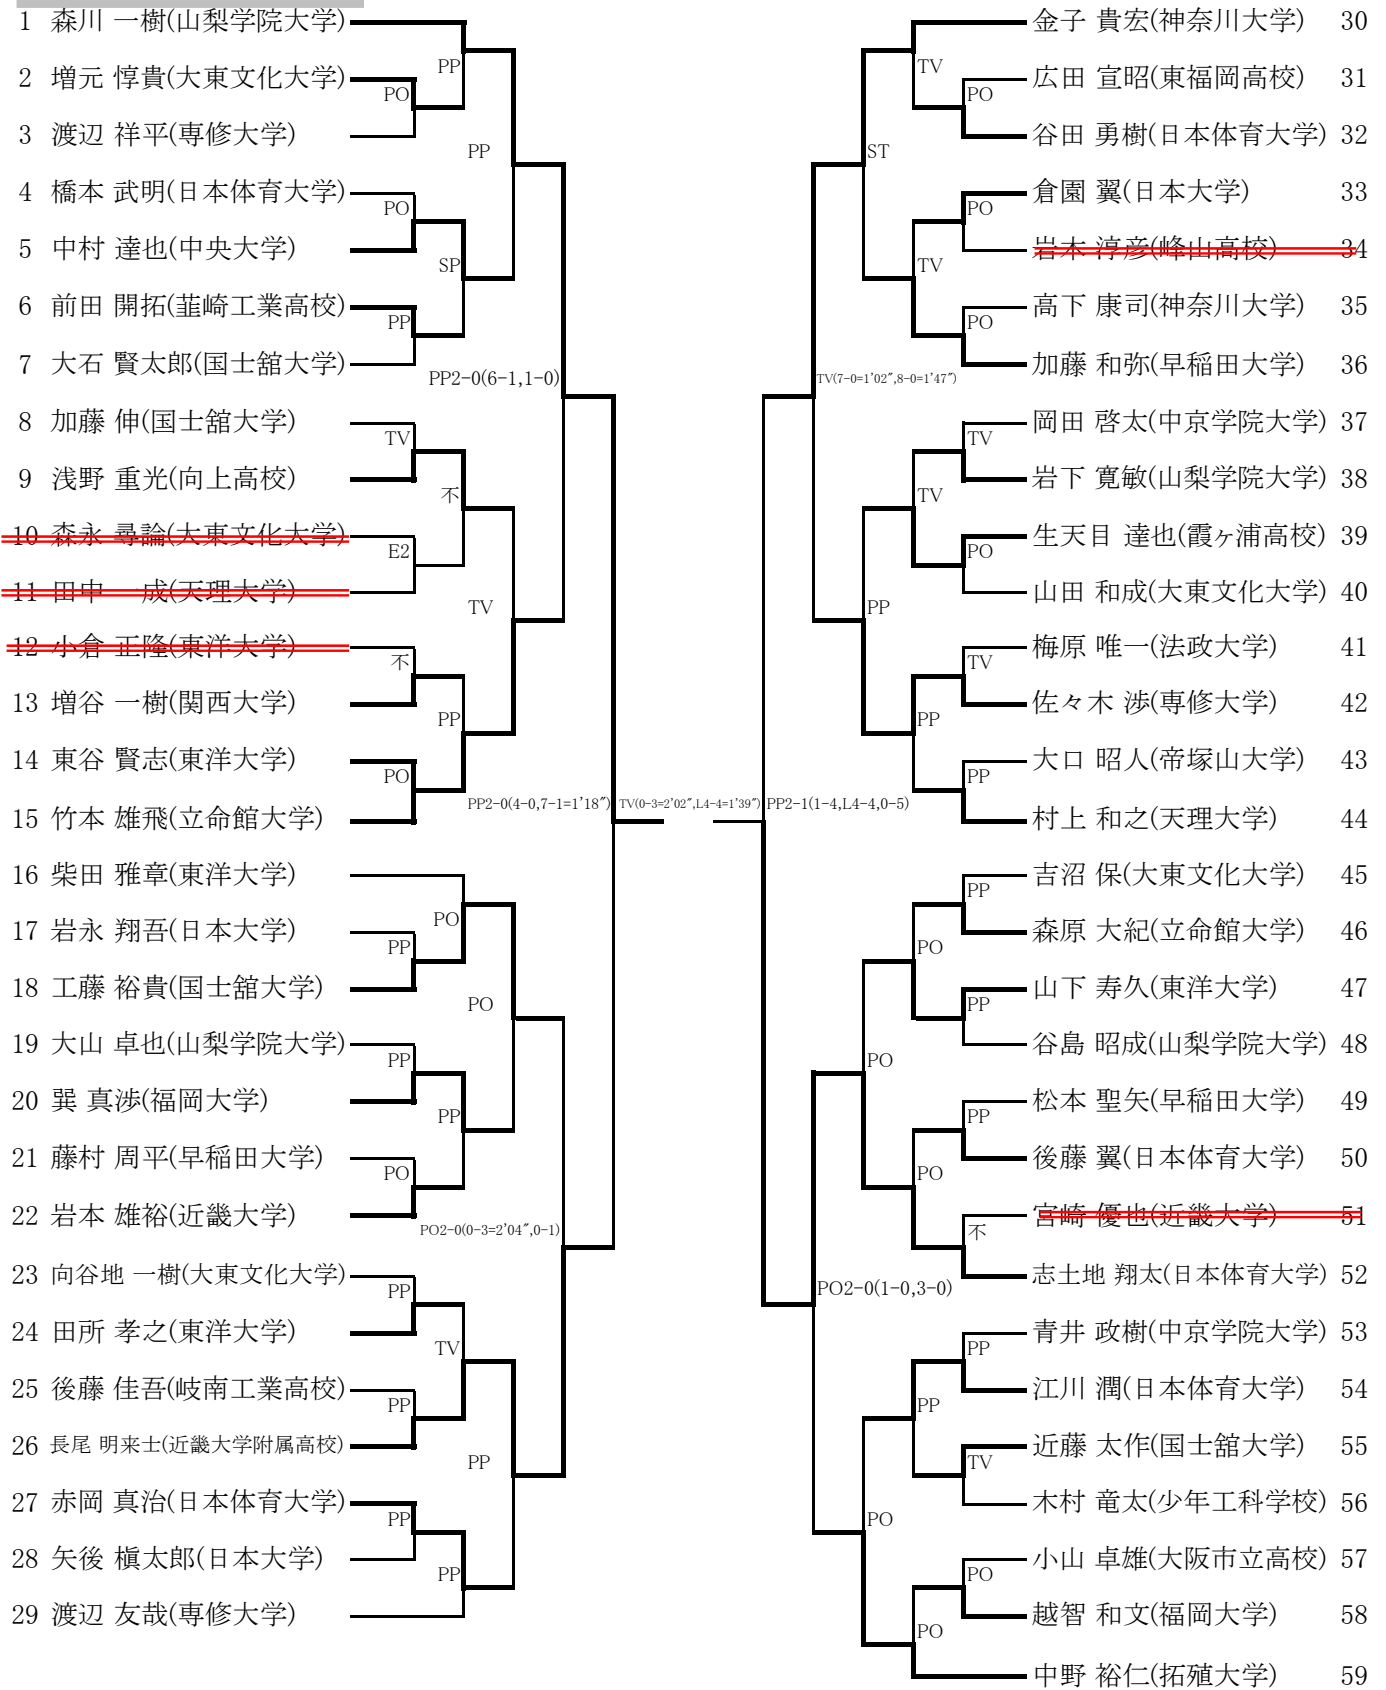 1 森川 一樹(山梨学院大学)
2 増元 惇貴(大東文化大学)
3 渡辺 祥平(専修大学)
4 橋本 武明(日本体育大学)
5 中村 達也(中央大学)
6 前田 開拓(韮崎工業高校)
7 大石 賢太郎(国士舘大学)
8 加藤 伸(国士舘大学)
9 浅野 重光(向上高校)
10 森永 尋論(大東文化大学)
11 田中 一成(天理大学)
12 小倉 正隆(東洋大学)
13 増谷 一樹(関西大学)
14 東谷 賢志(東洋大学)
15 竹本 雄飛(立命館大学)
16 柴田 雅章(東洋大学)
17 岩永 翔吾(日本大学)
18 工藤 裕貴(国士舘大学)
19 大山 卓也(山梨学院大学)
20 巽 真渉(福岡大学)
21 藤村 周平(早稲田大学)
22 岩本 雄裕(近畿大学)
23 向谷地 一樹(大東文化大学)
24 田所 孝之(東洋大学)
25 後藤 佳吾(岐南工業高校)
26 長尾 明来士(近畿大学附属高校)
27 赤岡 真治(日本体育大学)
28 矢後 槇太郎(日本大学)
29 渡辺 友哉(専修大学)
PO
PO
PP
TV
E2
不
PO
PP
PP
PO
PP
PP
PP
PP
SP
不
PP
PO
PP
TV
PP
PP
TV
PO
PP
PP2-0(6-1,1-0)
PO2-0(0-3=2'04",0-1)
PP2-0(4-0,7-1=1'18")
TV(0-3=2'02",L4-4=1'39")
PP2-1(1-4,L4-4,0-5)
TV(7-0=1'02",8-0=1'47")
PO2-0(1-0,3-0)
ST
PP
PO
PO
TV
TV
TV
PP
PO
PO
PP
PO
PO
PO
PO
TV
PO
TV
PP
PP
PP
PP
不
PP
TV
PO
金子 貴宏(神奈川大学) 30
広田 宣昭(東福岡高校) 31
谷田 勇樹(日本体育大学) 32
倉園 翼(日本大学) 33
岩本 淳彦(峰山高校) 34
高下 康司(神奈川大学) 35
加藤 和弥(早稲田大学) 36
岡田 啓太(中京学院大学) 37
岩下 寛敏(山梨学院大学) 38
生天目 達也(霞ヶ浦高校) 39
山田 和成(大東文化大学) 40
梅原 唯一(法政大学) 41
佐々木 渉(専修大学) 42
大口 昭人(帝塚山大学) 43
村上 和之(天理大学) 44
吉沼 保(大東文化大学) 45
森原 大紀(立命館大学) 46
山下 寿久(東洋大学) 47
谷島 昭成(山梨学院大学) 48
松本 聖矢(早稲田大学) 49
後藤 翼(日本体育大学) 50
宮崎 優也(近畿大学) 51
志土地 翔太(日本体育大学) 52
青井 政樹(中京学院大学) 53
江川 潤(日本体育大学) 54
近藤 太作(国士舘大学) 55
木村 竜太(少年工科学校) 56
小山 卓雄(大阪市立高校) 57
越智 和文(福岡大学) 58
中野 裕仁(拓殖大学) 59